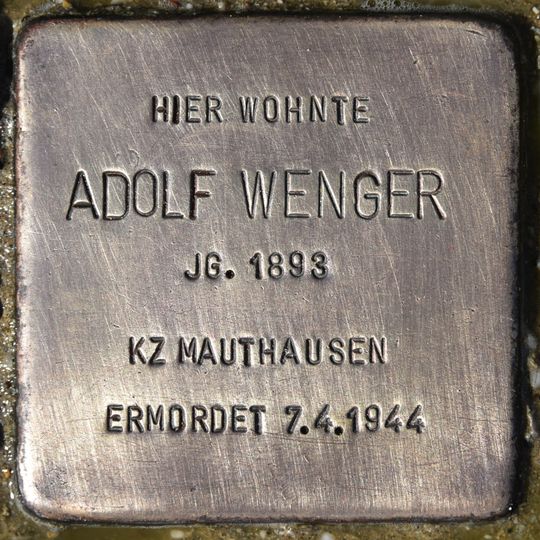 HIER WOHNTE
ADOLF WENGER
JG. 1893
KZ MAUTHAUSEN
ERMORDET 7.4.1944